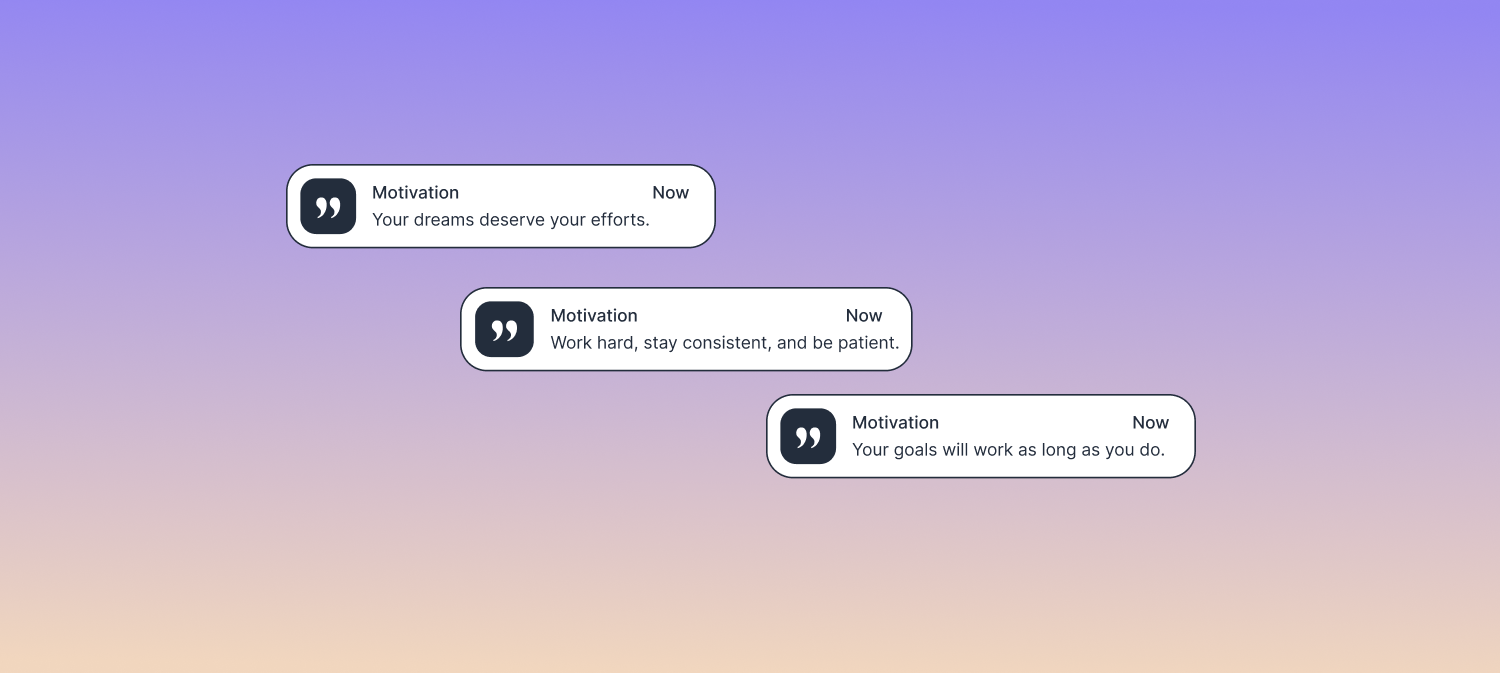 Motivation Now
Your dreams deserve your efforts.
Motivation Now
Work hard, stay consistent, and be patient.
Motivation Now
Your goals will work as long as you do.